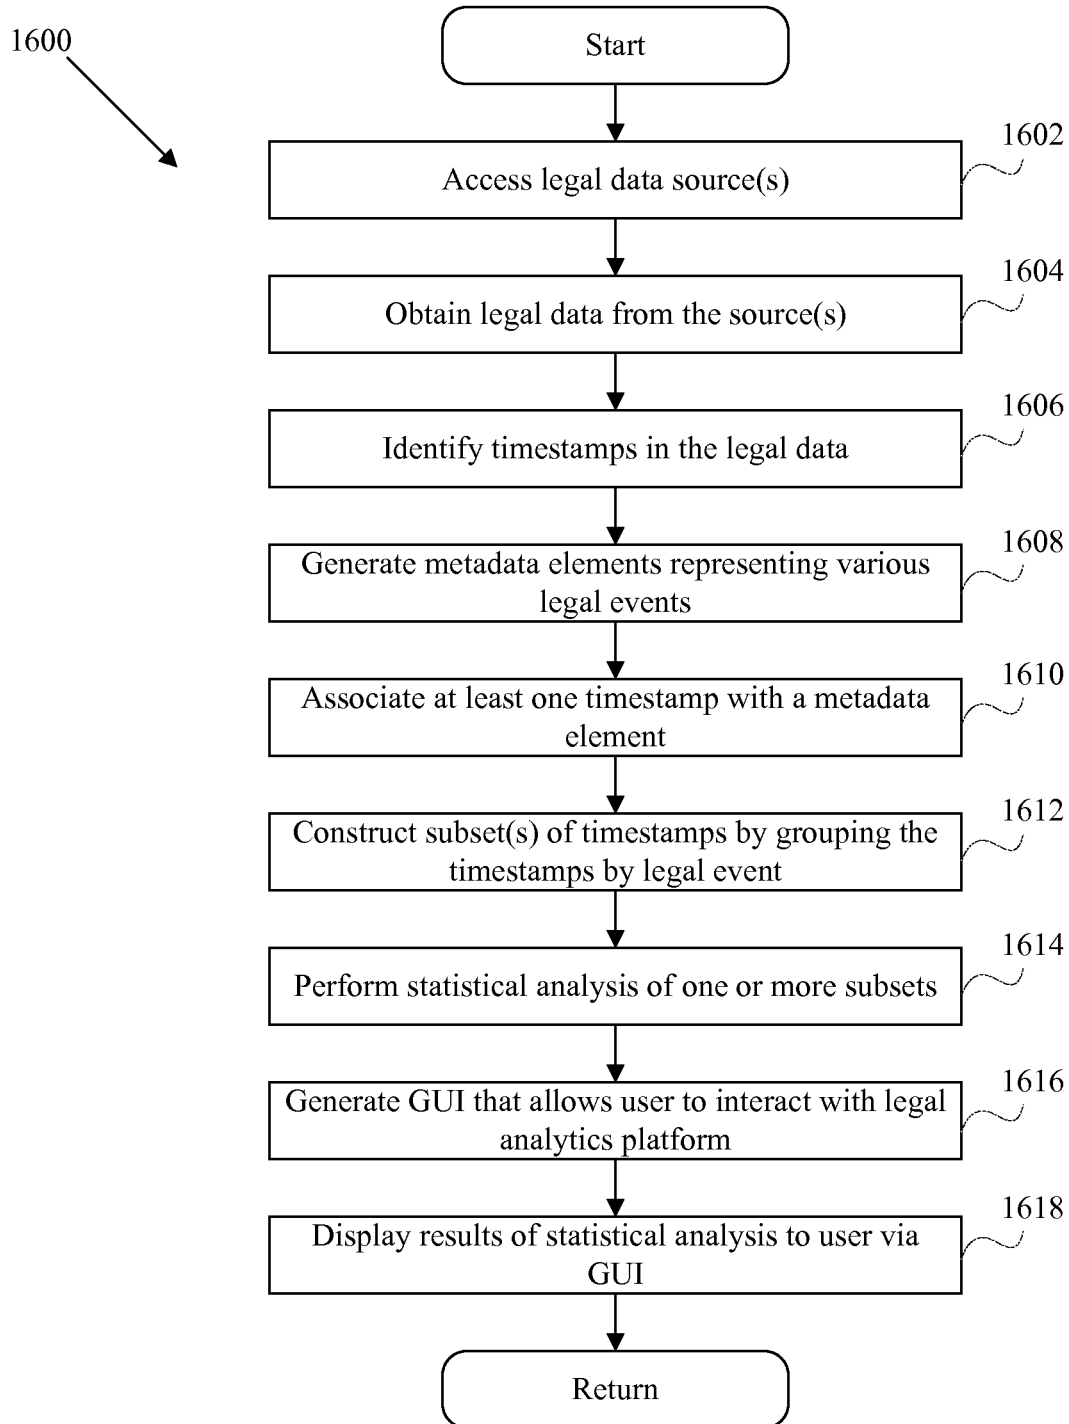 1600
Start
1602
Access legal data source(s)
1604
Obtain legal data from the source(s)
1606
Identify timestamps in the legal data
1608
Generate metadata elements representing various
legal events
1610
Associate at least one timestamp with a metadata
element
1612
Construct subset(s) of timestamps by grouping the
timestamps by legal event
1614
Perform statistical analysis of one or more subsets
1616
Generate GUI that allows user to interact with legal
analytics platform
1618
Display results of statistical analysis to user via
GUI
Return